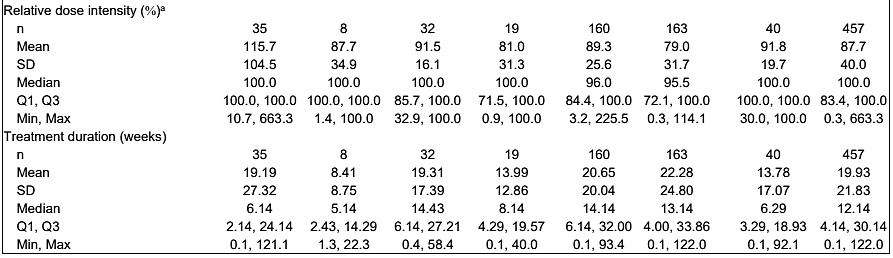 Relative dose intensity (%)a
n 35 8 32 19 160 163 40 457
Mean 115.7 87.7 91.5 81.0 89.3 79.0 91.8 87.7
SD 104.5 34.9 16.1 31.3 25.6 31.7 19.7 40.0
Median 100.0 100.0 100.0 100.0 96.0 95.5 100.0 100.0
Q1, Q3 100.0, 100.0 100.0, 100.0 85.7, 100.0 71.5, 100.0 84.4, 100.0 72.1, 100.0 100.0, 100.0 83.4, 100.0
Min, Max 10.7, 663.3 1.4, 100.0 32.9, 100.0 0.9, 100.0 3.2, 225.5 0.3, 114.1 30.0, 100.0 0.3, 663.3
Treatment duration (weeks)
n 35 8 32 19 160 163 40 457
Mean 19.19 8.41 19.31 13.99 20.65 22.28 13.78 19.93
SD 27.32 8.75 17.39 12.86 20.04 24.80 17.07 21.83
Median 6.14 5.14 14.43 8.14 14.14 13.14 6.29 12.14
Q1, Q3 2.14, 24.14 2.43, 14.29 6.14, 27.21 4.29, 19.57 6.14, 32.00 4.00, 33.86 3.29, 18.93 4.14, 30.14
Min, Max 0.1, 121.1 1.3, 22.3 0.4, 58.4 0.1, 40.0 0.1, 93.4 0.1, 122.0 0.1, 92.1 0.1, 122.0